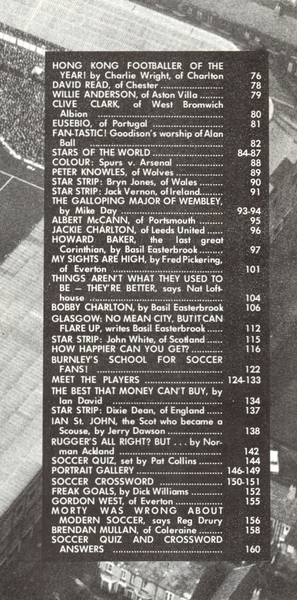 HONG KONG FOOTBALLER OF THE
YEAR! by Charlie Wright, of Charlton 76
DAVID READ, of Chester ........................ 78
WILLIE ANDERSON, of Aston Villa ........ 79
CLIVE CLARK, of West Bromwich
Albion ........................ 80
EUSEBIO, of Portugal ........................ 81
FAN-TASTIC! Goodison's worship of Alan
Ball ........................ 82
STARS OF THE WORLD ........................ 84-87
COLOUR: Spurs v. Arsenal ........................ 88
PETER KNOWLES, of Wolves ................ 89
STAR STRIP: Bryn Jones, of Wales ........ 90
STAR STRIP: Jack Vernon, of Ireland ...... 91
THE GALLOPING MAJOR OF WEMBLEY,
by Mike Day ........................ 93-94
ALBERT McCANN, of Portsmouth ........ 95
JACKIE CHARLTON, of Leeds United ...... 96
HOWARD BAKER, the last great
Corinthian, by Basil Easterbrook ........ 97
MY SIGHTS ARE HIGH, by Fred Pickering,
of Everton ........................ 101
THINGS AREN'T WHAT THEY USED TO
BE — THEY'RE BETTER, says Nat Loft-
house ........................ 104
BOBBY CHARLTON, by Basil Easterbrook 106
GLASGOW: NO MEAN CITY, BUT IT CAN
FLARE UP, writes Basil Easterbrook ...... 112
STAR STRIP: John White, of Scotland ...... 115
HOW HAPPIER CAN YOU GET? ............ 116
BURNLEY'S SCHOOL FOR SOCCER
FANS! ........................ 122
MEET THE PLAYERS ........................ 124-133
THE BEST THAT MONEY CAN'T BUY, by
Ian David ........................ 134
STAR STRIP: Dixie Dean, of England ...... 137
IAN St. JOHN, the Scot who became a
Scouse, by Jerry Dawson ................ 138
RUGGER'S ALL RIGHT? BUT . . . by Nor-
man Ackland ........................ 142
SOCCER QUIZ, set by Pat Collins ........ 144
PORTRAIT GALLERY ........................ 146-149
SOCCER CROSSWORD ................ 150-151
FREAK GOALS, by Dick Williams ............ 152
GORDON WEST, of Everton ................ 155
MORTY WAS WRONG ABOUT
MODERN SOCCER, says Reg Drury 156
BRENDAN MULLAN, of Coleraine ........ 158
SOCCER QUIZ AND CROSSWORD
ANSWERS ........................ 160